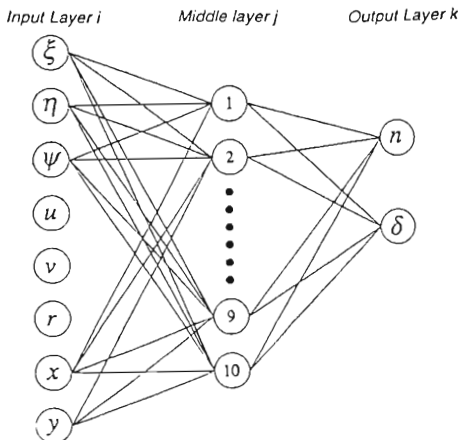 Input Layer i Middle layer j Output Layer k
ξ
η
ψ
u
v
r
x
y
1
2
9
10
n
δ